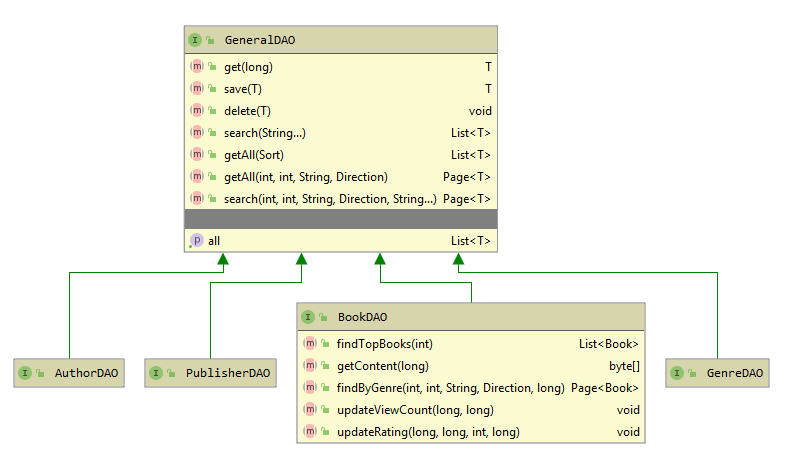 I GeneralDAO
m get(long) T
m save(T) T
m delete(T) void
m search(String...) List<T>
m getAll(Sort) List<T>
m getAll(int, int, String, Direction) Page<T>
m search(int, int, String, Direction, String...) Page<T>
p all List<T>
I BookDAO
m findTopBooks(int) List<Book>
m getContent(long) byte[]
m findByGenre(int, int, String, Direction, long) Page<Book>
m updateViewCount(long, long) void
m updateRating(long, long, int, long) void
I AuthorDAO
I PublisherDAO
I GenreDAO